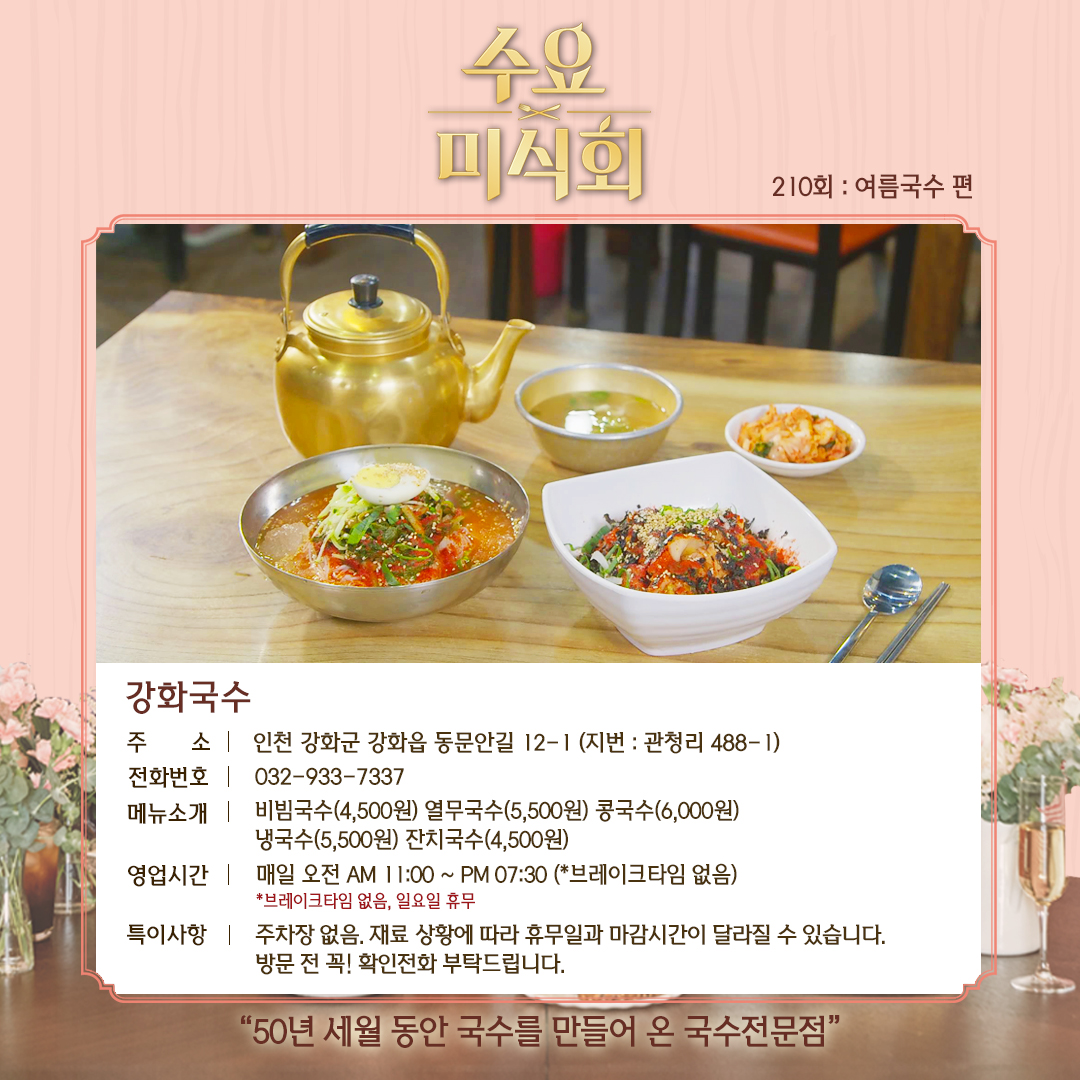 수요
미식회
210회 : 여름국수 편
강화국수
주 소 | 인천 강화군 강화읍 동문안길 12-1 (지번 : 관청리 488-1)
전화번호 | 032-933-7337
메뉴소개 | 비빔국수(4,500원) 열무국수(5,500원) 콩국수(6,000원)
냉국수(5,500원) 잔치국수(4,500원)
영업시간 | 매일 오전 AM 11:00 ~ PM 07:30 (*브레이크타임 없음)
*브레이크타임 없음, 일요일 휴무
특이사항 | 주차장 없음. 재료 상황에 따라 휴무일과 마감시간이 달라질 수 있습니다.
방문 전 꼭! 확인전화 부탁드립니다.
“50년 세월 동안 국수를 만들어 온 국수전문점”